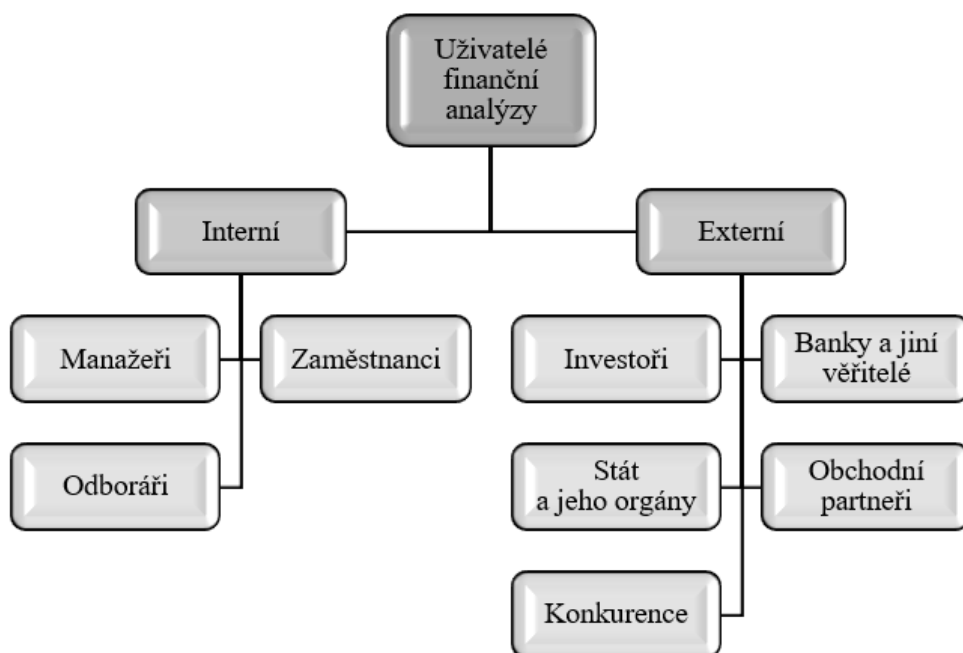 Uživatelé
finanční
analýzy
Interní
Externí
Manažeři
Zaměstnanci
Investoři
Banky a jiní
věřitelé
Odboráři
Stát
a jeho orgány
Obchodní
partneři
Konkurence